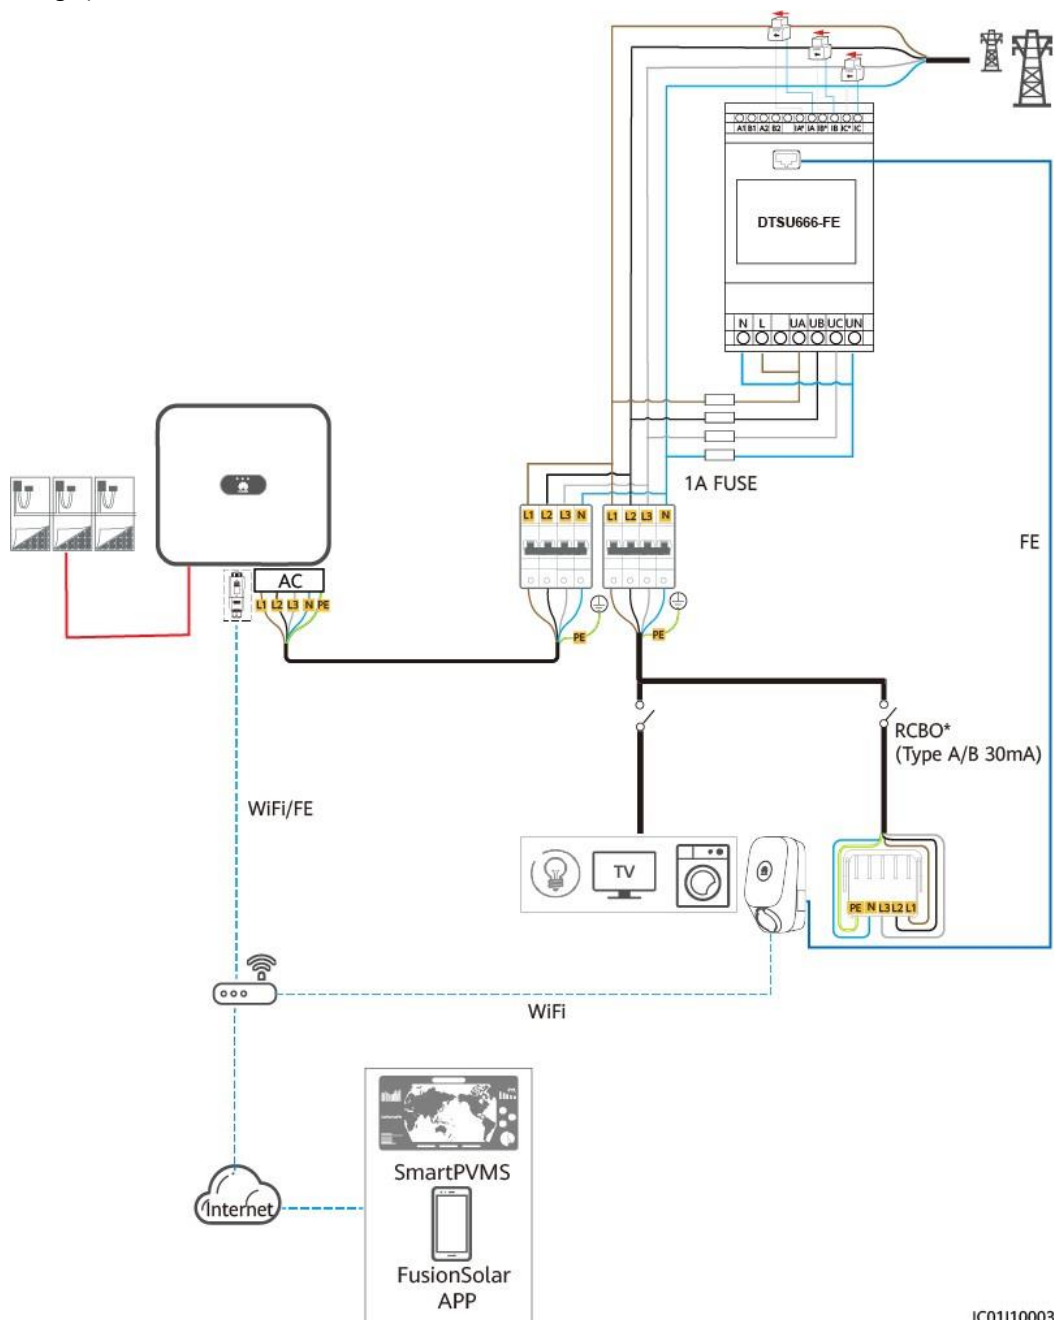 A1 B1 A2 B2 IA* IA IB* IB IC* IC
DTSU666-FE
N L UA UB UC UN
1A FUSE
L1 L2 L3 N
L1 L2 L3 N
FE
AC
L1 L2 L3 N PE
PE
PE
RCBO*
(Type A/B 30mA)
WiFi/FE
TV
PE N L3 L2 L1
WiFi
SmartPVMS
Internet
FusionSolar
APP